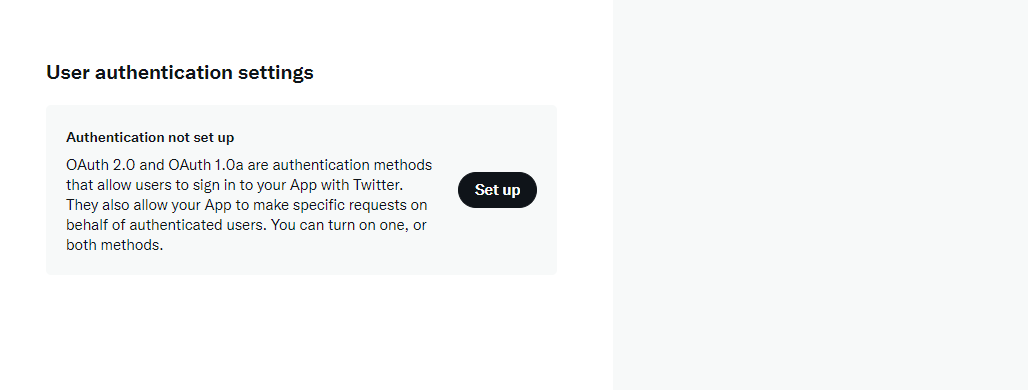 User authentication settings
Authentication not set up
OAuth 2.0 and OAuth 1.0a are authentication methods
that allow users to sign in to your App with Twitter.
They also allow your App to make specific requests on
behalf of authenticated users. You can turn on one, or
both methods.
Set up